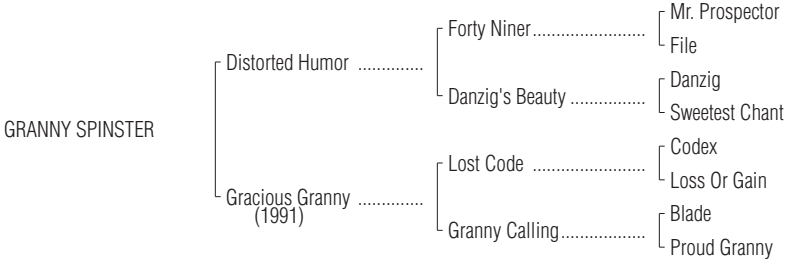 Mr. Prospector
Forty Niner........................
File
Distorted Humor ..............
Danzig
Danzig's Beauty ................
Sweetest Chant
GRANNY SPINSTER
Codex
Lost Code ........................
Loss Or Gain
Gracious Granny ..............
(1991)
Blade
Granny Calling..................
Proud Granny